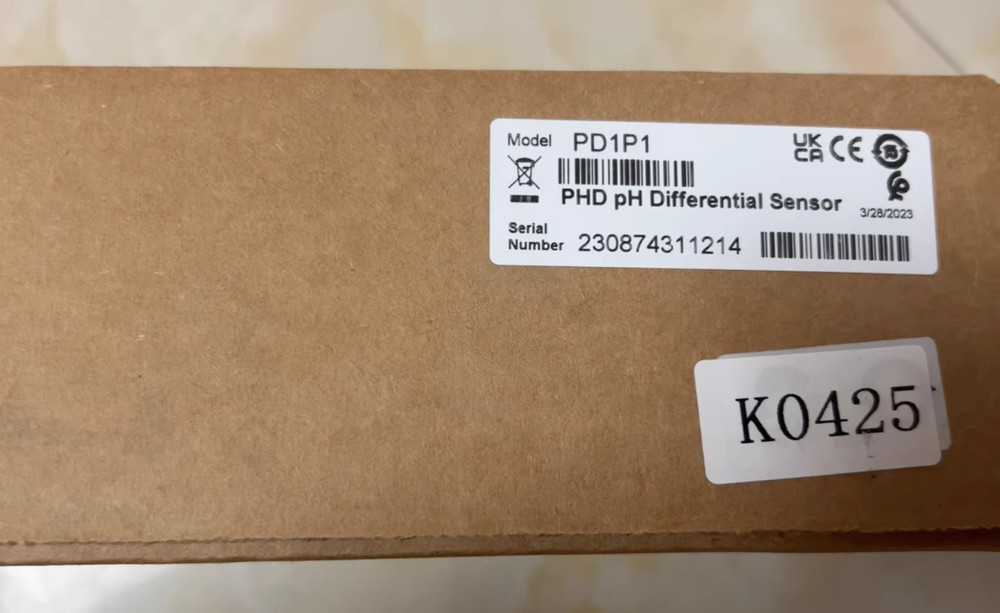 Model PD1P1
UK
CA CE
PHD pH Differential Sensor
3/28/2023
Serial
Number 230874311214
K0425